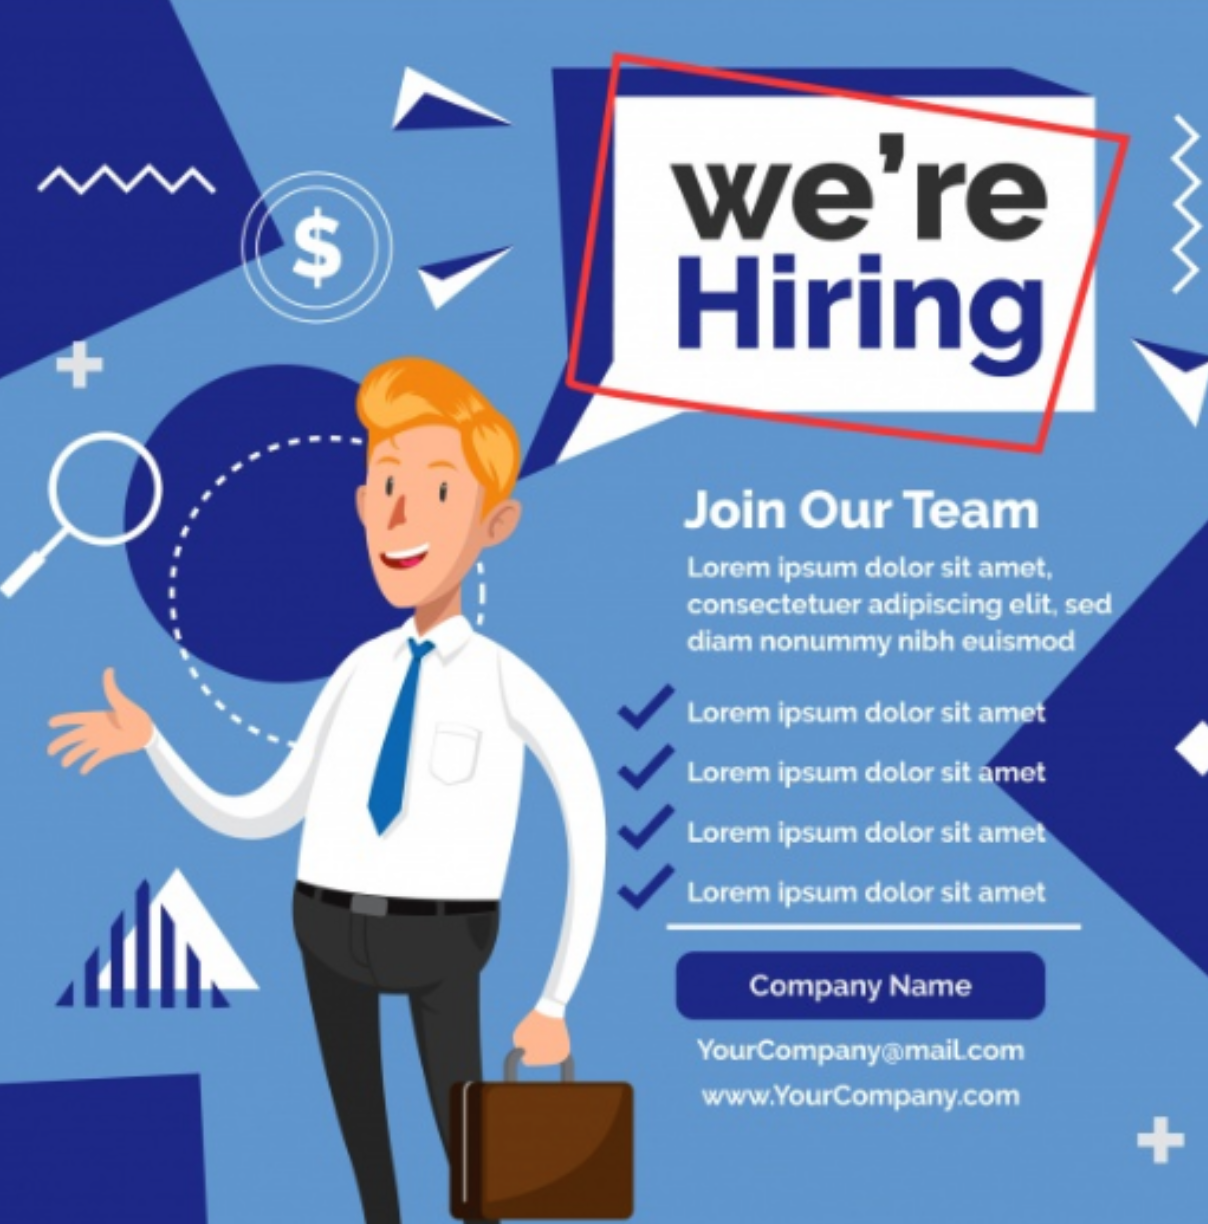 $
we're
Hiring
Join Our Team
Lorem ipsum dolor sit amet,
consectetuer adipiscing elit, sed
diam nonummy nibh euismod
Lorem ipsum dolor sit amet
Lorem ipsum dolor sit amet
Lorem ipsum dolor sit amet
Lorem ipsum dolor sit amet
Company Name
YourCompany@mail.com
www.YourCompany.com